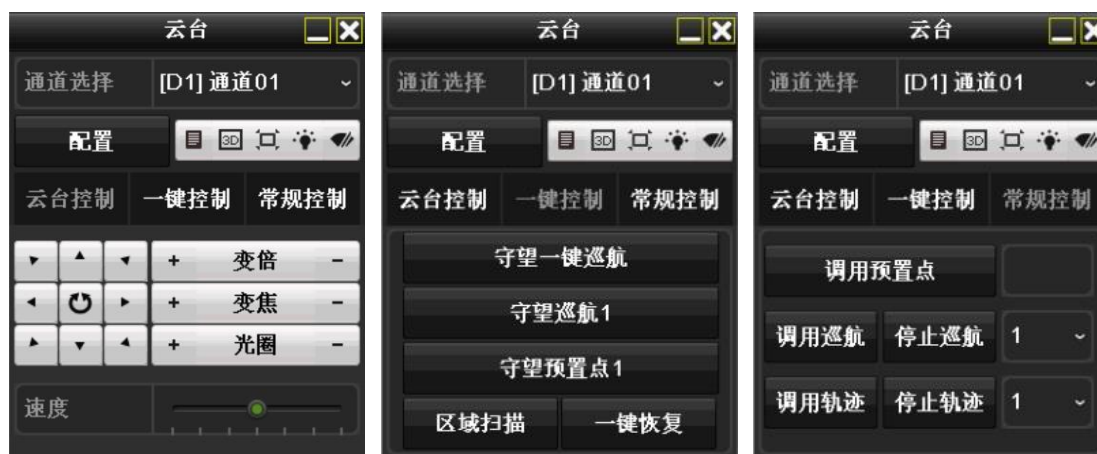 云台
通道选择 [D1] 通道01
配置 3D
云台控制 一键控制 常规控制
+ 变倍 -
+ 变焦 -
+ 光圈 -
速度
云台
通道选择 [D1] 通道01
配置 3D
云台控制 一键控制 常规控制
守望一键巡航
守望巡航1
守望预置点1
区域扫描 一键恢复
云台
通道选择 [D1] 通道01
配置 3D
云台控制 一键控制 常规控制
调用预置点
调用巡航 停止巡航 1
调用轨迹 停止轨迹 1